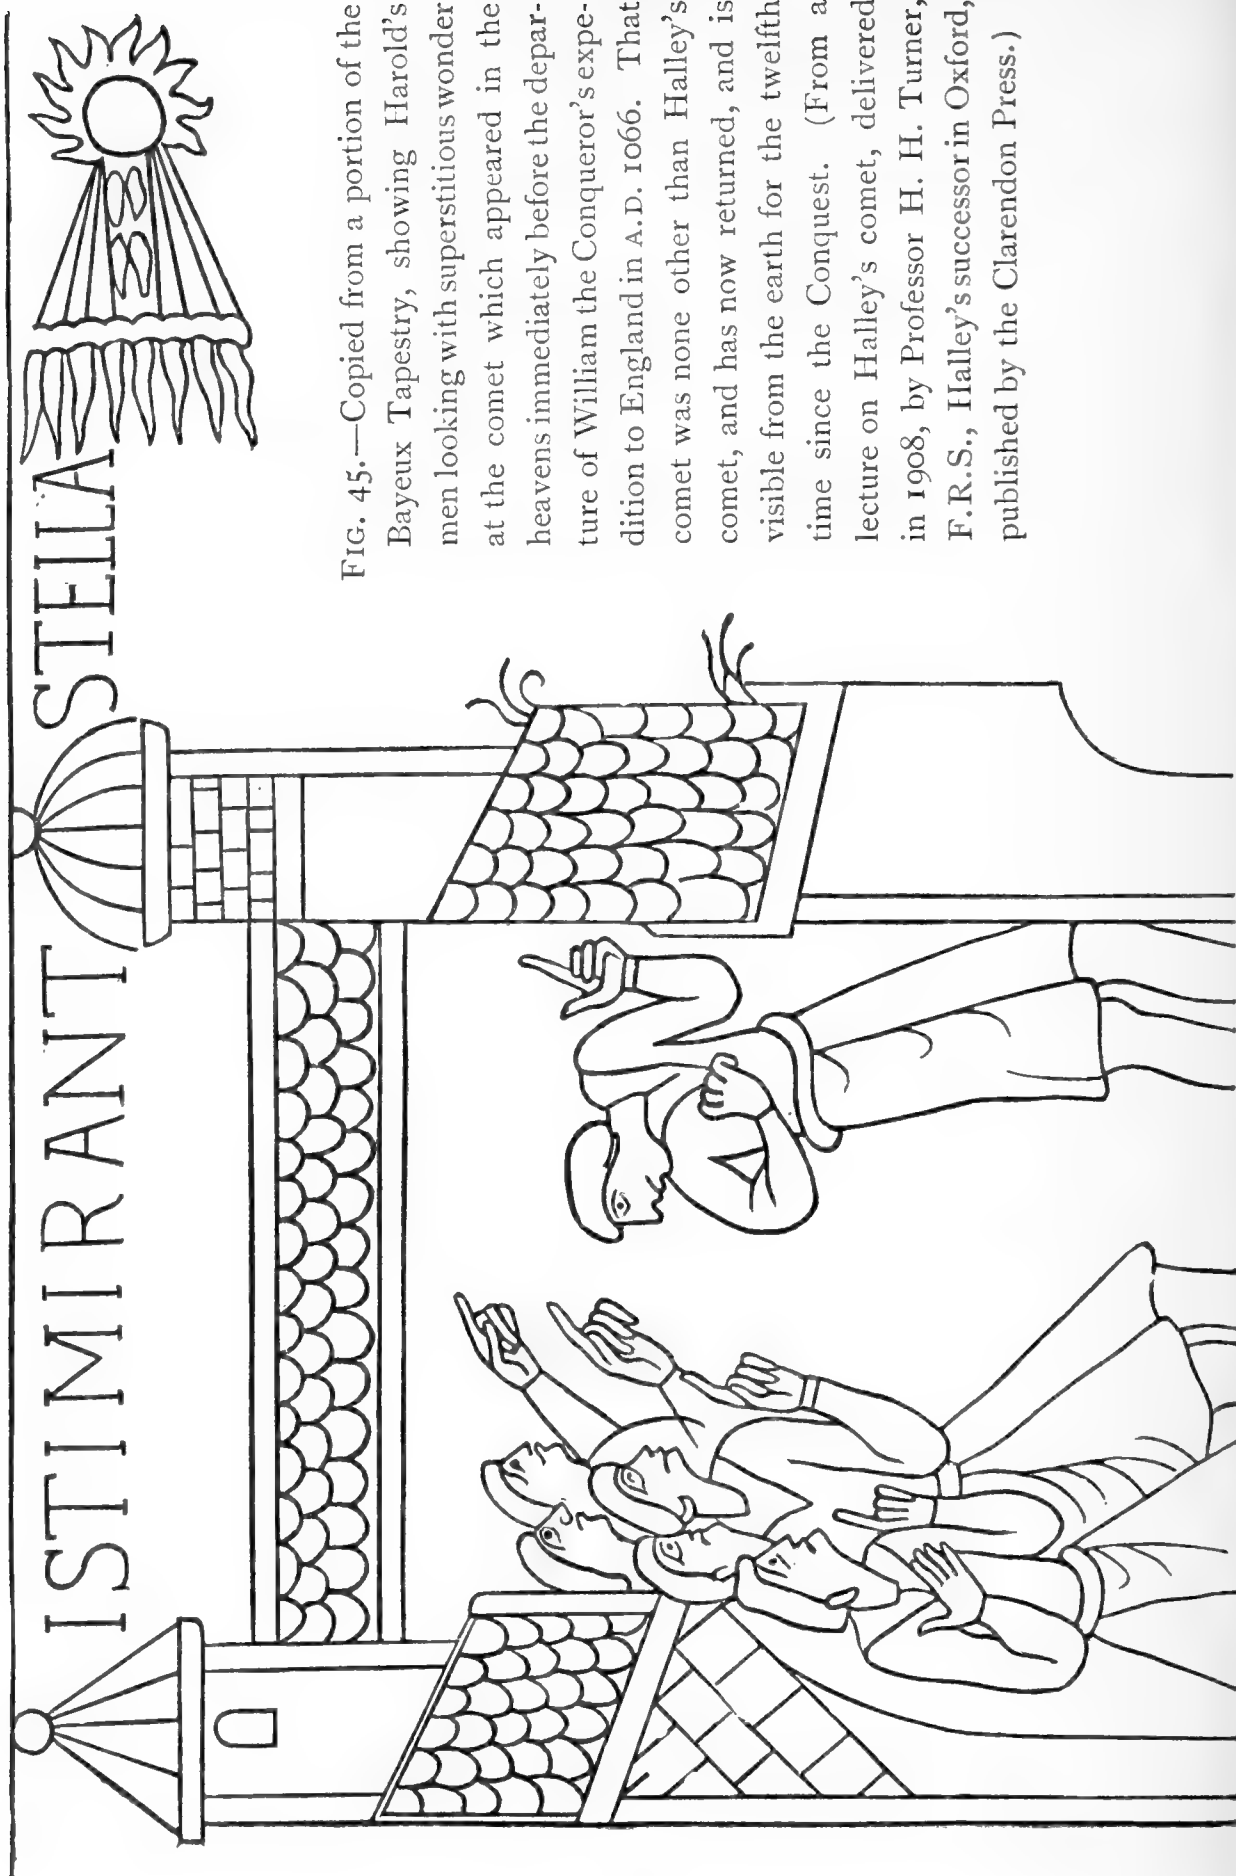 ISTIMIRANT STELLA
FIG. 45.—Copied from a portion of the
Bayeux Tapestry, showing Harold's
men looking with superstitious wonder
at the comet which appeared in the
heavens immediately before the depar-
ture of William the Conqueror's expe-
dition to England in A.D. 1066. That
comet was none other than Halley's
comet, and has now returned, and is
visible from the earth for the twelfth
time since the Conquest. (From a
lecture on Halley's comet, delivered
in 1908, by Professor H. H. Turner,
F.R.S., Halley's successor in Oxford,
published by the Clarendon Press.)